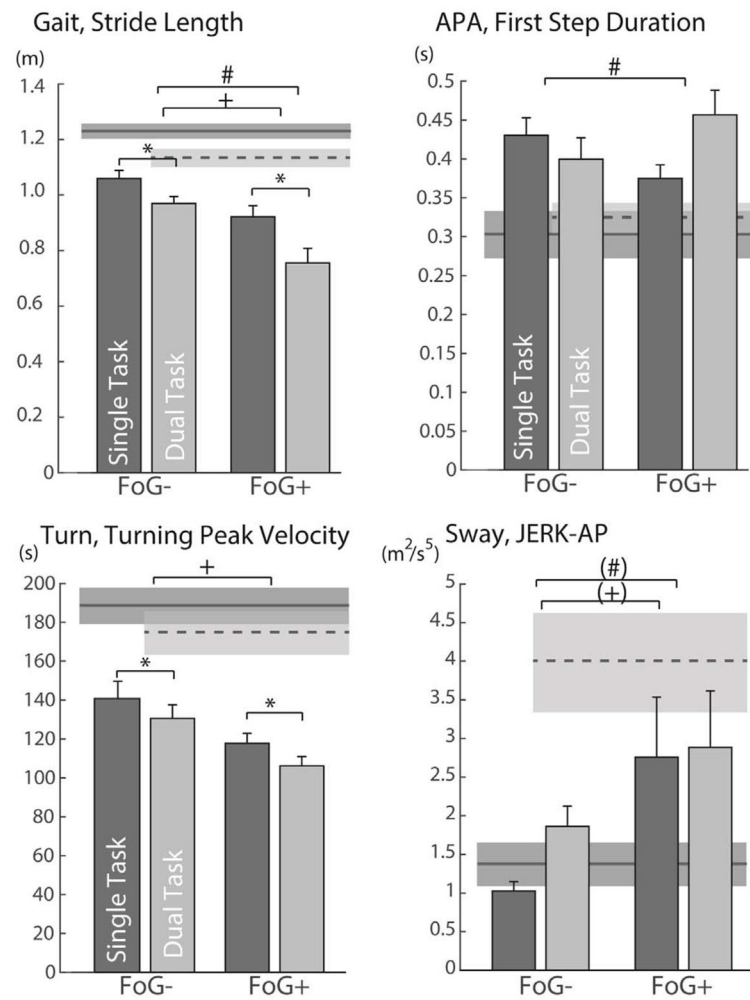 Gait, Stride Length
(m)
1.4
1.2
1.0
0.8
0.6
0.4
0.2
0
#
+
*
*
Single Task
Dual Task
FoG-
FoG+
APA, First Step Duration
(s)
0.5
0.45
0.4
0.35
0.3
0.25
0.2
0.15
0.1
0.05
0
#
Single Task
Dual Task
FoG-
FoG+
Turn, Turning Peak Velocity
(s)
200
180
160
140
120
100
80
60
40
20
0
+
*
*
Single Task
Dual Task
FoG-
FoG+
Sway, JERK-AP
(m²/s⁵)
5
4.5
4
3.5
3
2.5
2
1.5
1
0.5
0
(#)
(+)
FoG-
FoG+